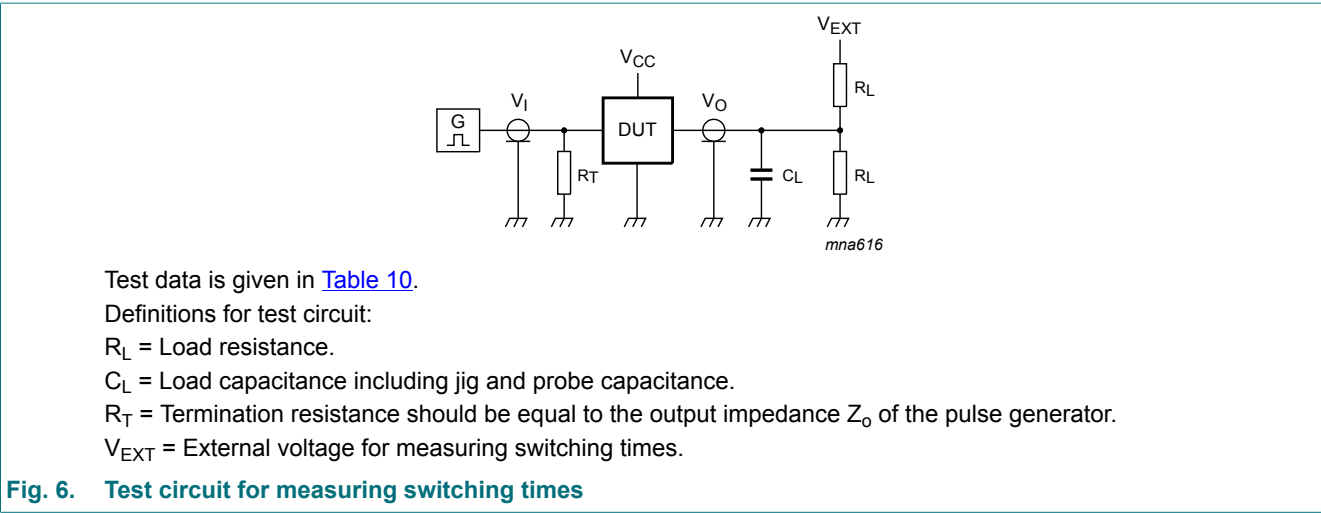 V_EXT
V_CC
R_L
V_I
V_O
G
DUT
R_T
C_L
R_L
mna616
Test data is given in Table 10.
Definitions for test circuit:
R_L = Load resistance.
C_L = Load capacitance including jig and probe capacitance.
R_T = Termination resistance should be equal to the output impedance Z_o of the pulse generator.
V_EXT = External voltage for measuring switching times.
Fig. 6. Test circuit for measuring switching times